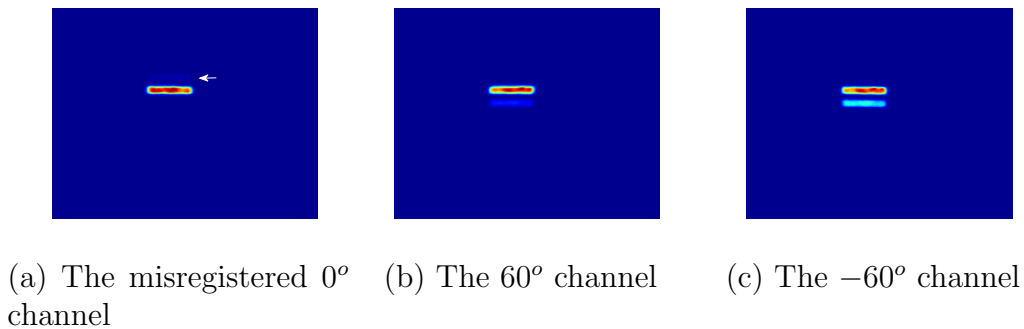 (a) The misregistered 0° channel
(b) The 60° channel
(c) The −60° channel